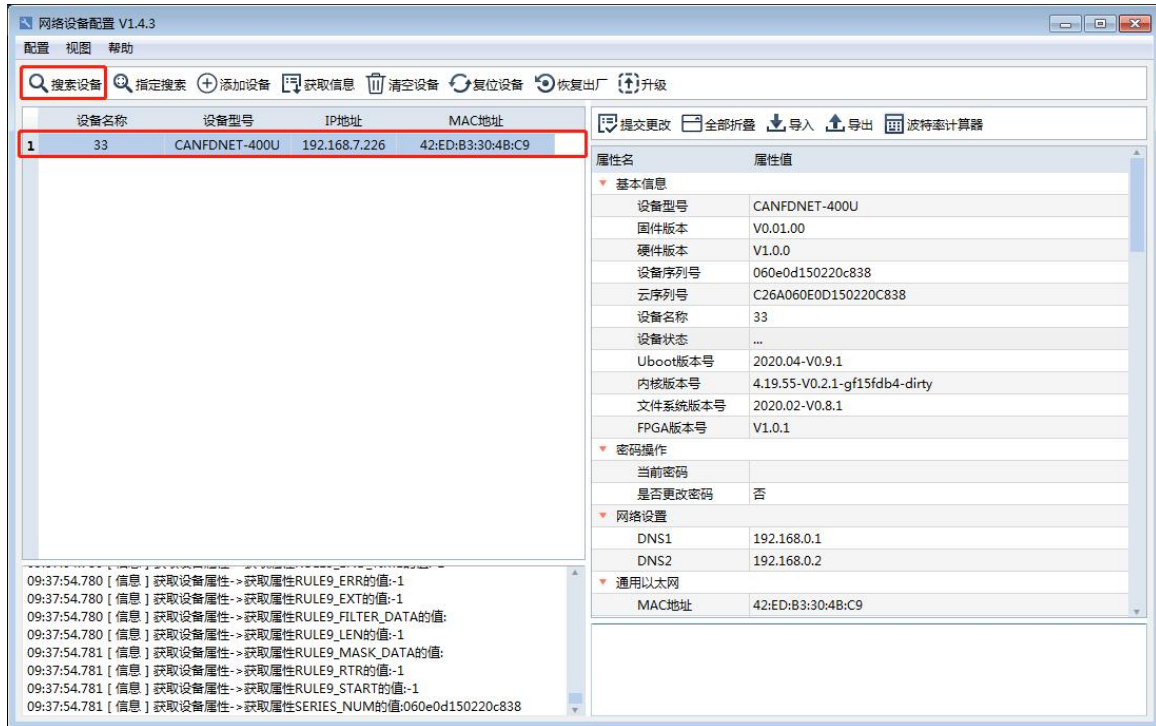 网络设备配置 V1.4.3
配置 视图 帮助
搜索设备 指定搜索 添加设备 获取信息 清空设备 复位设备 恢复出厂 升级
设备名称 设备型号 IP地址 MAC地址
1 33 CANFDNET-400U 192.168.7.226 42:ED:B3:30:4B:C9
提交更改 全部折叠 导入 导出 波特率计算器
属性名 属性值
基本信息
设备型号 CANFDNET-400U
固件版本 V0.01.00
硬件版本 V1.0.0
设备序列号 060e0d150220c838
云序列号 C26A060E0D150220C838
设备名称 33
设备状态 ...
Uboot版本号 2020.04-V0.9.1
内核版本号 4.19.55-V0.2.1-gf15fdb4-dirty
文件系统版本号 2020.02-V0.8.1
FPGA版本号 V1.0.1
密码操作
当前密码
是否更改密码 否
网络设置
DNS1 192.168.0.1
DNS2 192.168.0.2
通用以太网
MAC地址 42:ED:B3:30:4B:C9
09:37:54.780 [ 信息 ] 获取设备属性->获取属性RULE9_ERR的值:-1
09:37:54.780 [ 信息 ] 获取设备属性->获取属性RULE9_EXT的值:-1
09:37:54.780 [ 信息 ] 获取设备属性->获取属性RULE9_FILTER_DATA的值:
09:37:54.780 [ 信息 ] 获取设备属性->获取属性RULE9_LEN的值:-1
09:37:54.781 [ 信息 ] 获取设备属性->获取属性RULE9_MASK_DATA的值:
09:37:54.781 [ 信息 ] 获取设备属性->获取属性RULE9_RTR的值:-1
09:37:54.781 [ 信息 ] 获取设备属性->获取属性RULE9_START的值:-1
09:37:54.781 [ 信息 ] 获取设备属性->获取属性SERIES_NUM的值:060e0d150220c838